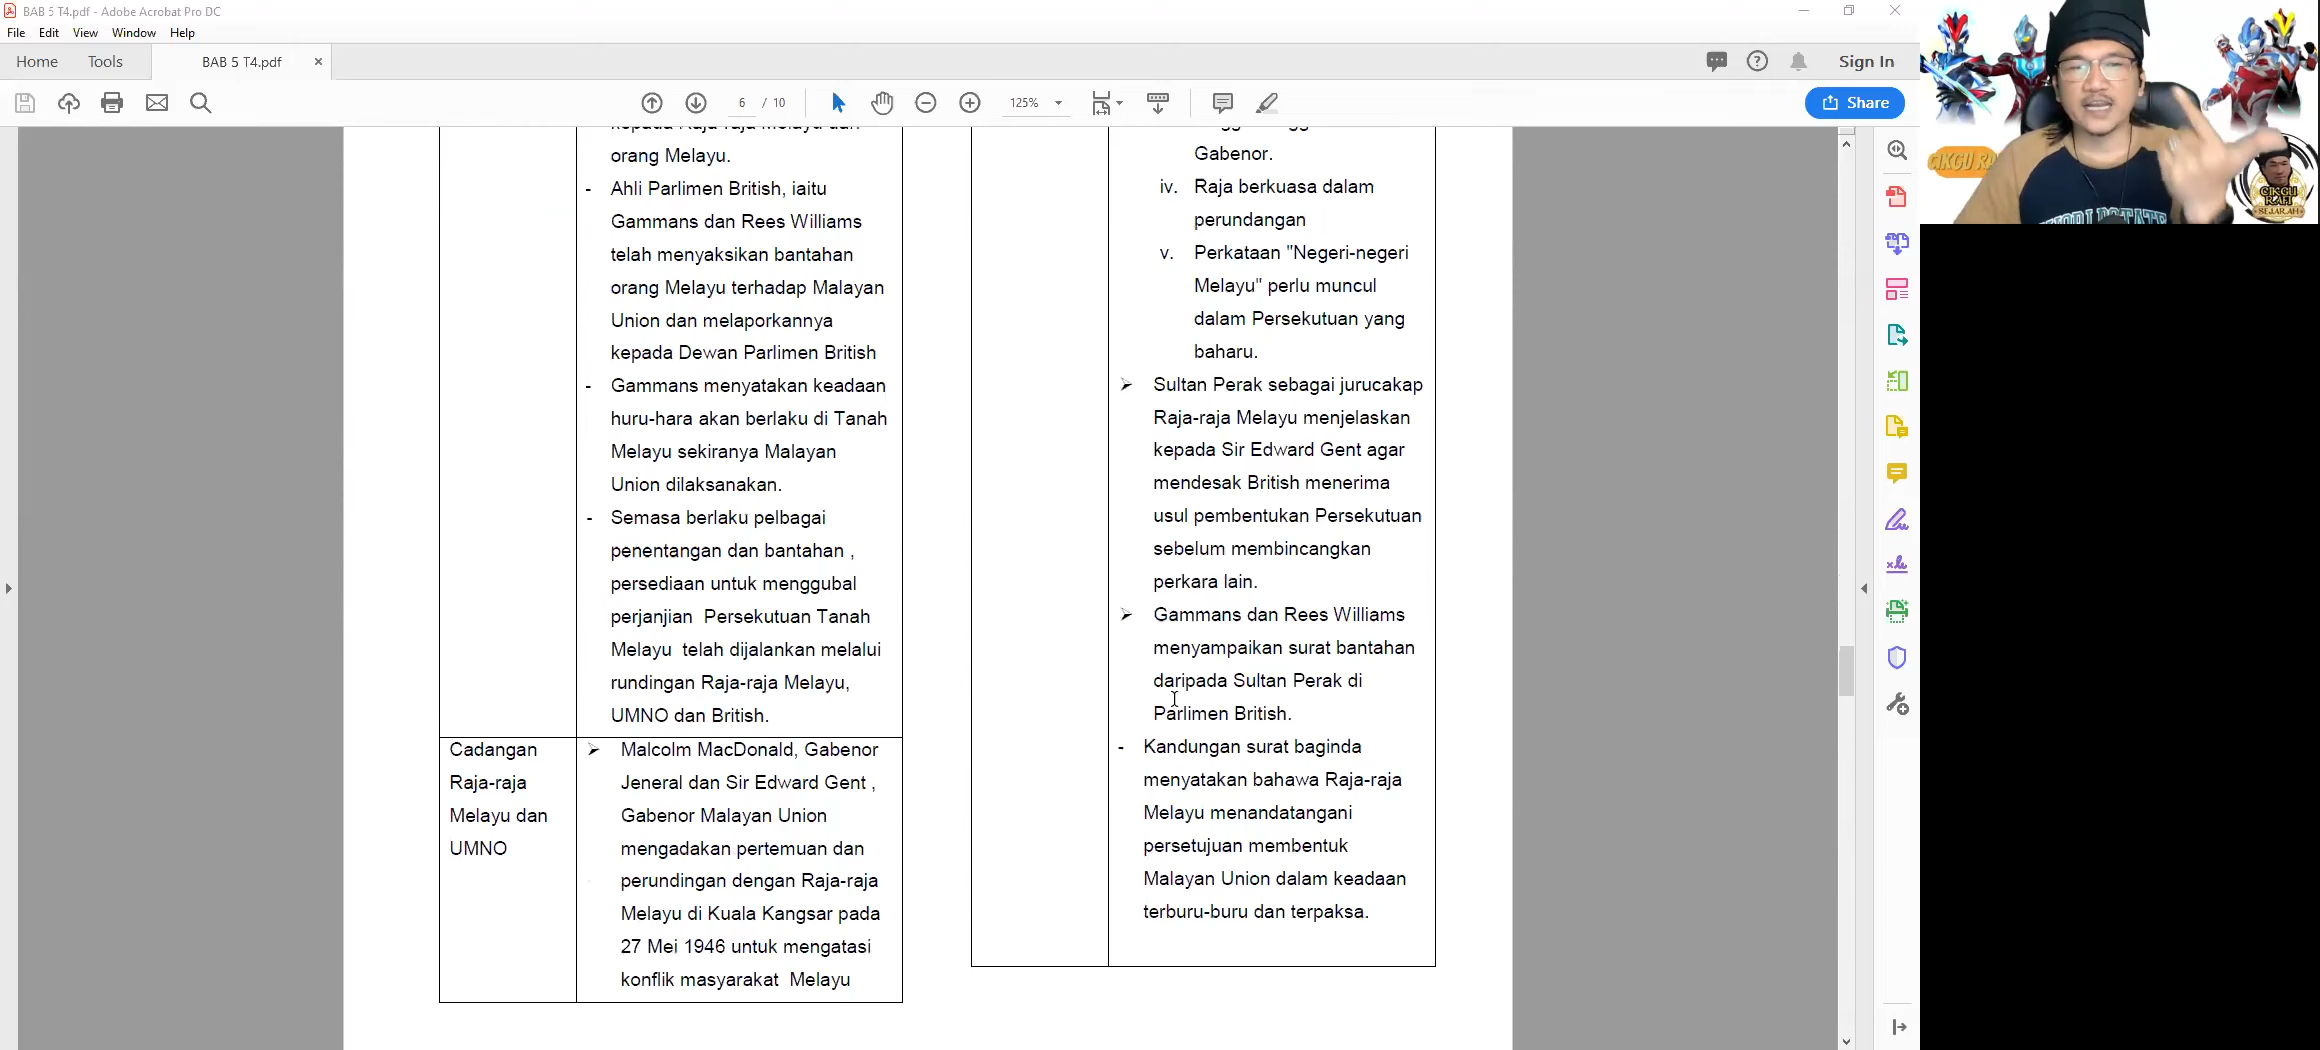 BAB 5 T4.pdf - Adobe Acrobat Pro DC
File Edit View Window Help
Home Tools BAB 5 T4.pdf × Sign In
6 / 10 125% Share
kepada Raja-raja Melayu dan
orang Melayu.
- Ahli Parlimen British, iaitu
Gammans dan Rees Williams
telah menyaksikan bantahan
orang Melayu terhadap Malayan
Union dan melaporkannya
kepada Dewan Parlimen British
- Gammans menyatakan keadaan
huru-hara akan berlaku di Tanah
Melayu sekiranya Malayan
Union dilaksanakan.
- Semasa berlaku pelbagai
penentangan dan bantahan ,
persediaan untuk menggubal
perjanjian Persekutuan Tanah
Melayu telah dijalankan melalui
rundingan Raja-raja Melayu,
UMNO dan British.
Cadangan
Raja-raja
Melayu dan
UMNO
➢ Malcolm MacDonald, Gabenor
Jeneral dan Sir Edward Gent ,
Gabenor Malayan Union
mengadakan pertemuan dan
perundingan dengan Raja-raja
Melayu di Kuala Kangsar pada
27 Mei 1946 untuk mengatasi
konflik masyarakat Melayu
Gabenor.
iv. Raja berkuasa dalam
perundangan
v. Perkataan "Negeri-negeri
Melayu" perlu muncul
dalam Persekutuan yang
baharu.
➢ Sultan Perak sebagai jurucakap
Raja-raja Melayu menjelaskan
kepada Sir Edward Gent agar
mendesak British menerima
usul pembentukan Persekutuan
sebelum membincangkan
perkara lain.
➢ Gammans dan Rees Williams
menyampaikan surat bantahan
daripada Sultan Perak di
Parlimen British.
- Kandungan surat baginda
menyatakan bahawa Raja-raja
Melayu menandatangani
persetujuan membentuk
Malayan Union dalam keadaan
terburu-buru dan terpaksa.
CIKGU
CIKGU
RAFI
SEJARAH